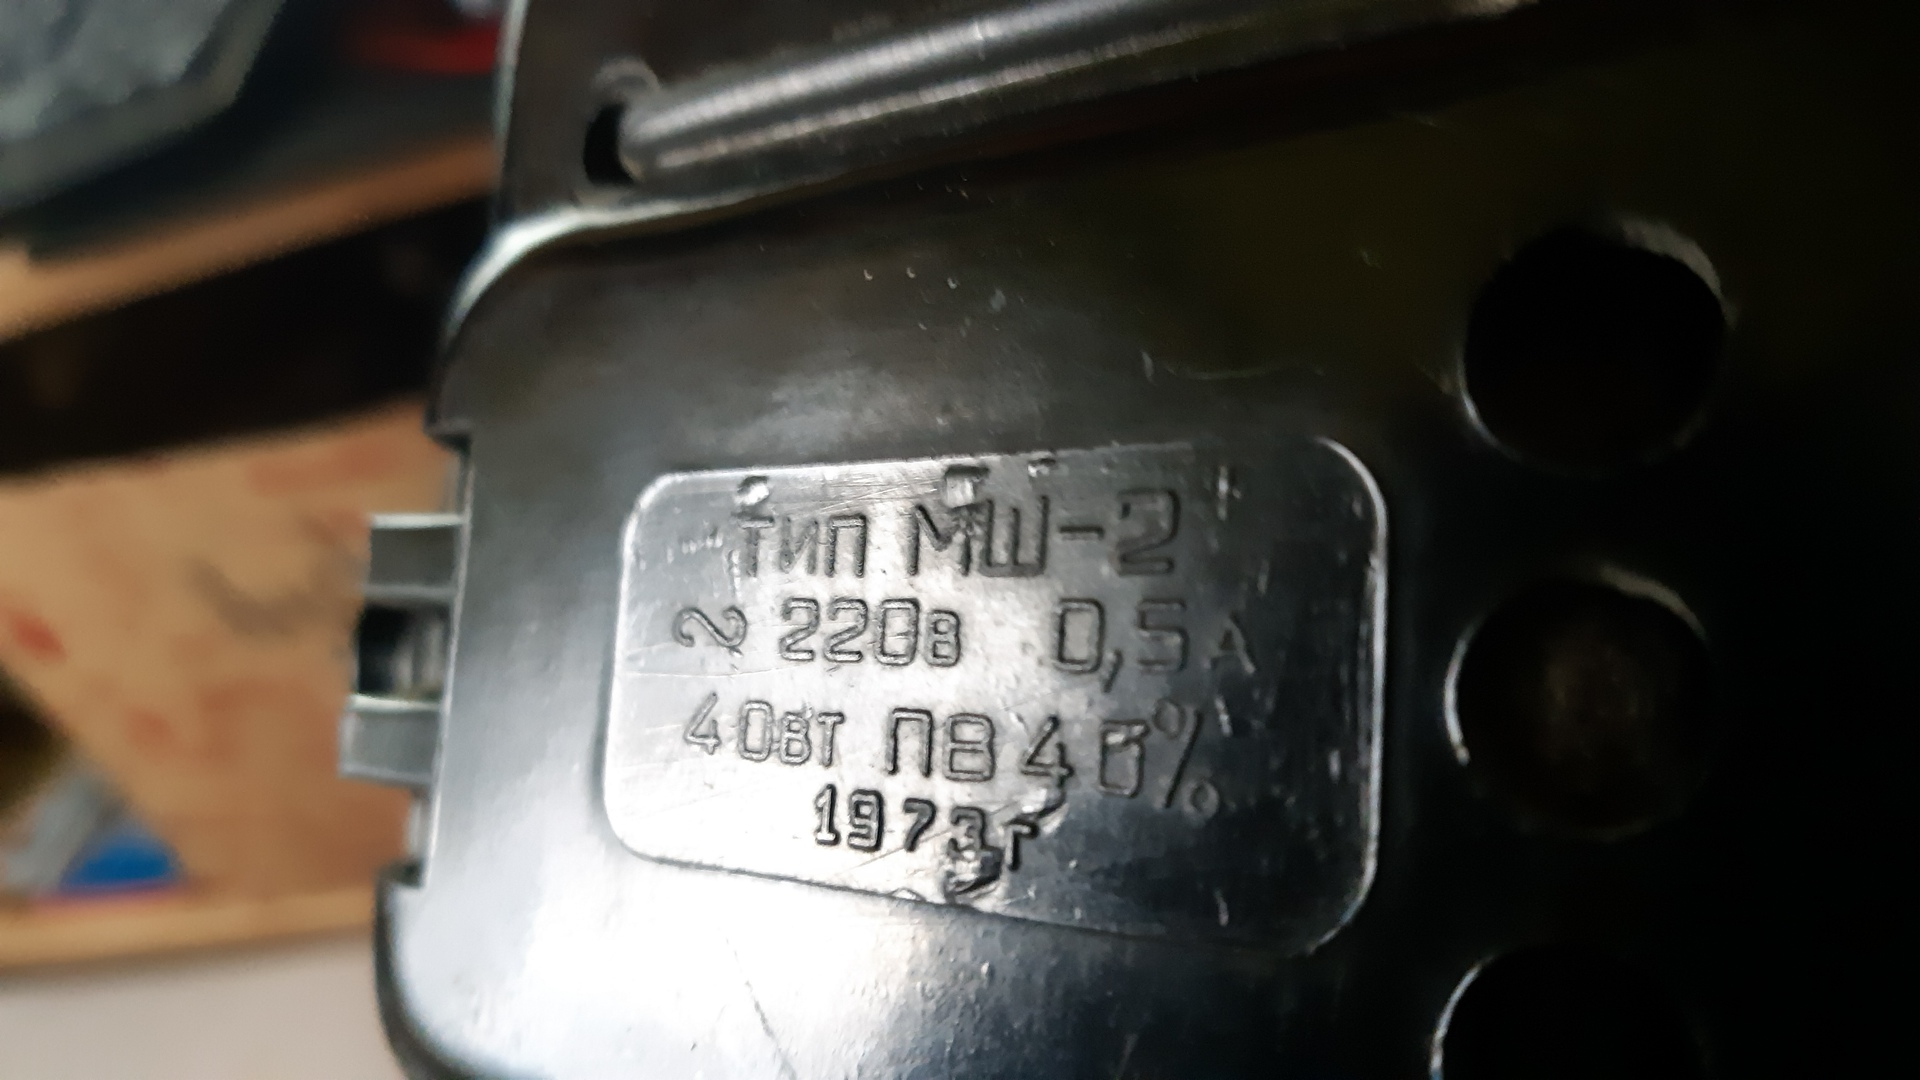 тип МШ-2
~ 220в 0,5А
40вт ПВ 40%
1973г